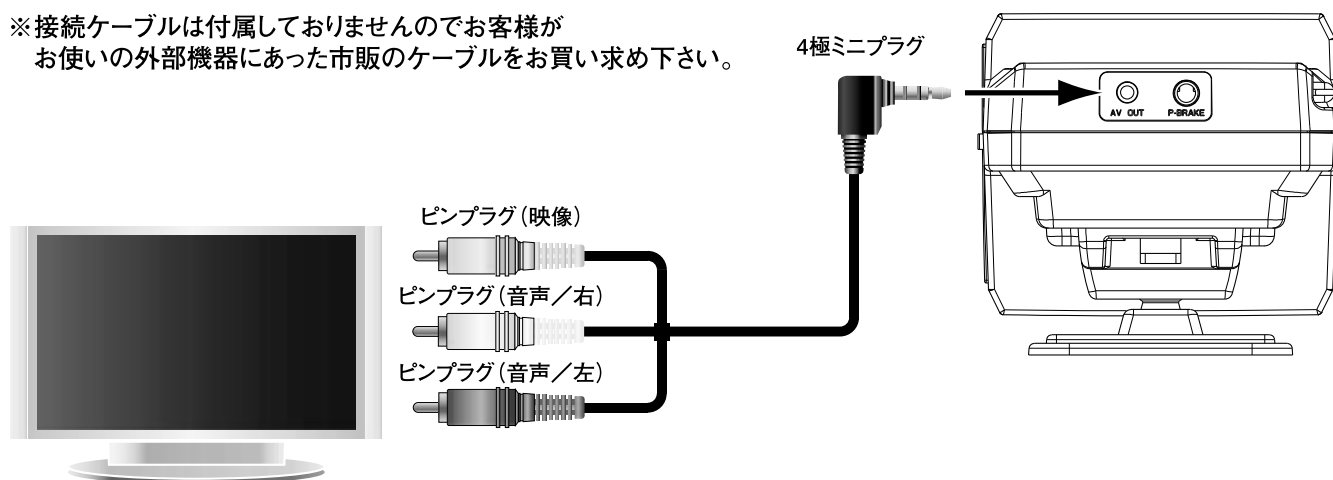 ※接続ケーブルは付属しておりませんのでお客様が
お使いの外部機器にあった市販のケーブルをお買い求め下さい。
4極ミニプラグ
AV OUT
P-BRAKE
ピンプラグ(映像)
ピンプラグ(音声/右)
ピンプラグ(音声/左)